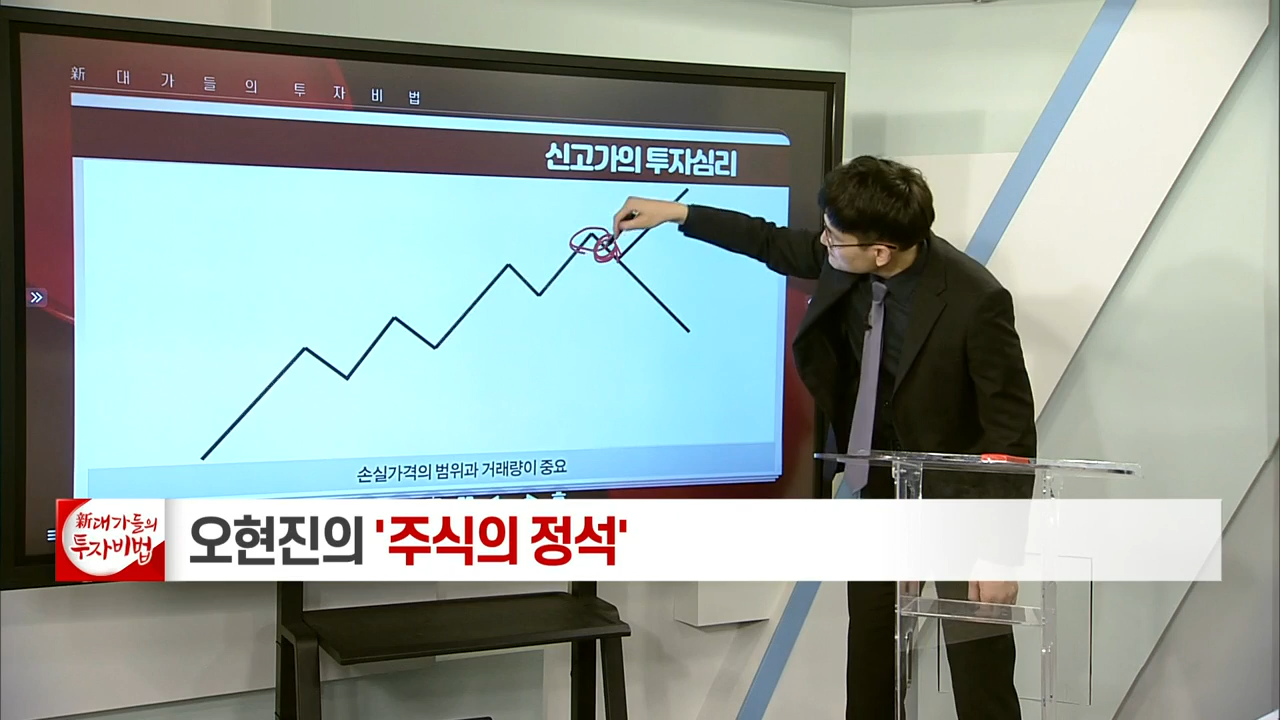 新 대 가 들 의 투 자 비 법
신고가의 투자심리
손실가격의 범위과 거래량이 중요
新대가들의
투자비법
오현진의 '주식의 정석'